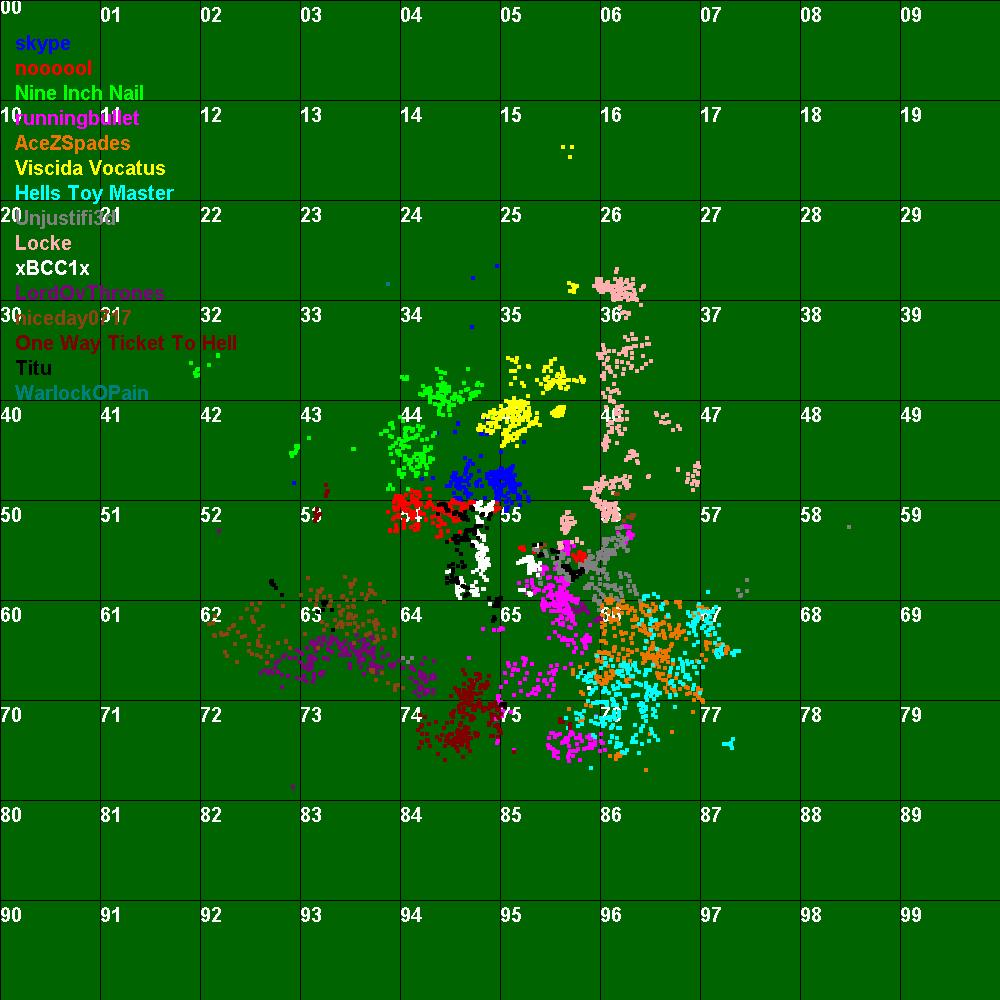 00 01 02 03 04 05 06 07 08 09
skype
noooool
Nine Inch Nail
10 11 12 13 14 15 16 17 18 19
runningbullet
AceZSpades
Viscida Vocatus
Hells Toy Master
20 21 22 23 24 25 26 27 28 29
Unjustifi3d
Locke
xBCC1x
LordOvThrones
30 31 32 33 34 35 36 37 38 39
niceday0717
One Way Ticket To Hell
Titu
WarlockOPain
40 41 42 43 44 46 47 48 49
50 51 52 53 54 55 57 58 59
60 61 62 63 64 65 66 67 68 69
70 71 72 73 74 75 76 77 78 79
80 81 82 83 84 85 86 87 88 89
90 91 92 93 94 95 96 97 98 99